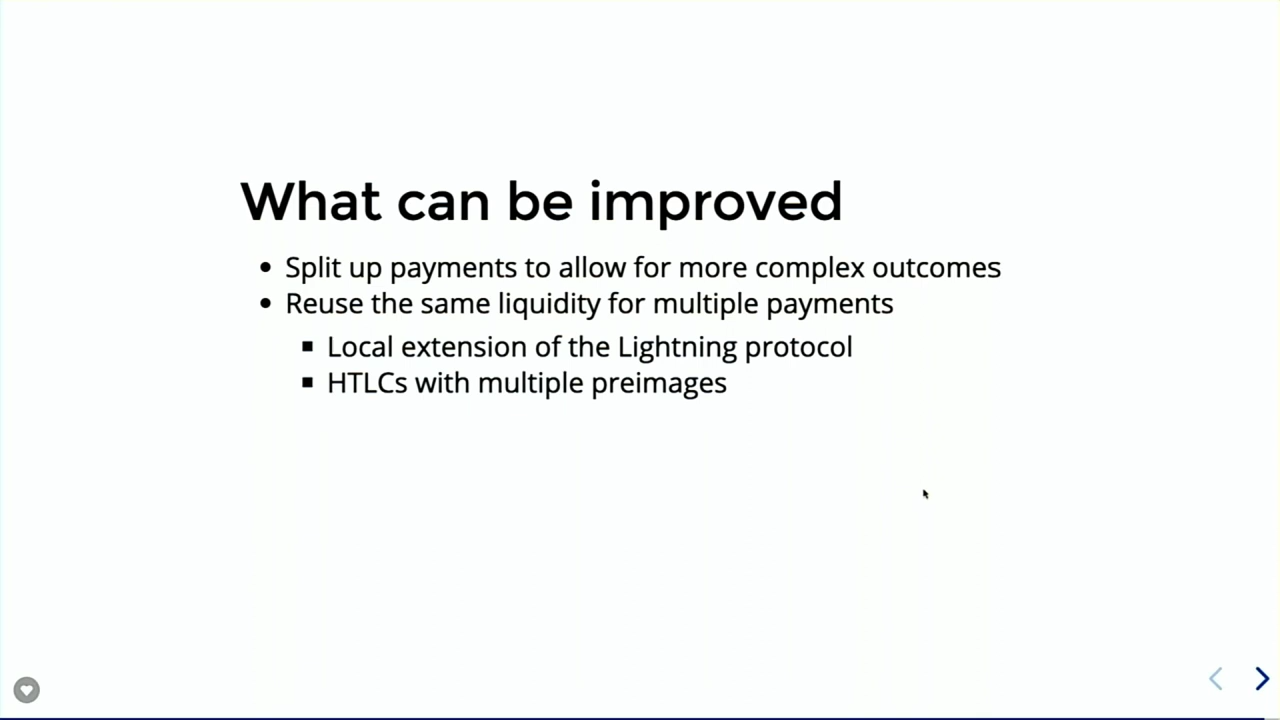 What can be improved
Split up payments to allow for more complex outcomes
Reuse the same liquidity for multiple payments
Local extension of the Lightning protocol
HTLCs with multiple preimages